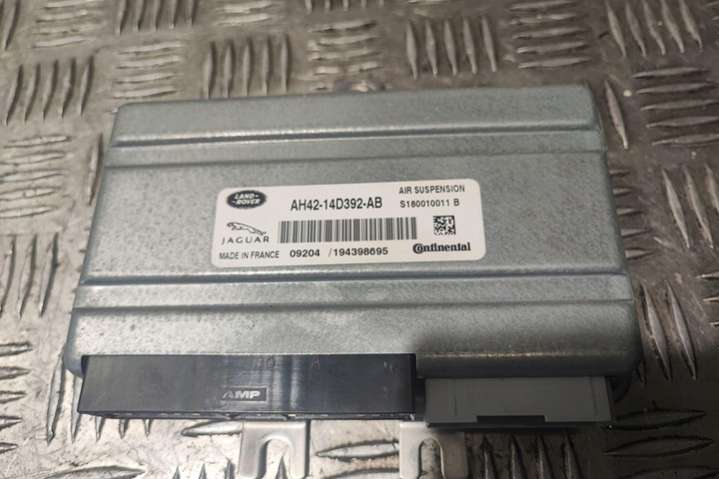 LAND-
ROVER
AH42-14D392-AB
AIR SUSPENSION
S180010011 B
JAGUAR
MADE IN FRANCE
09204 /194398695
Continental
AMP